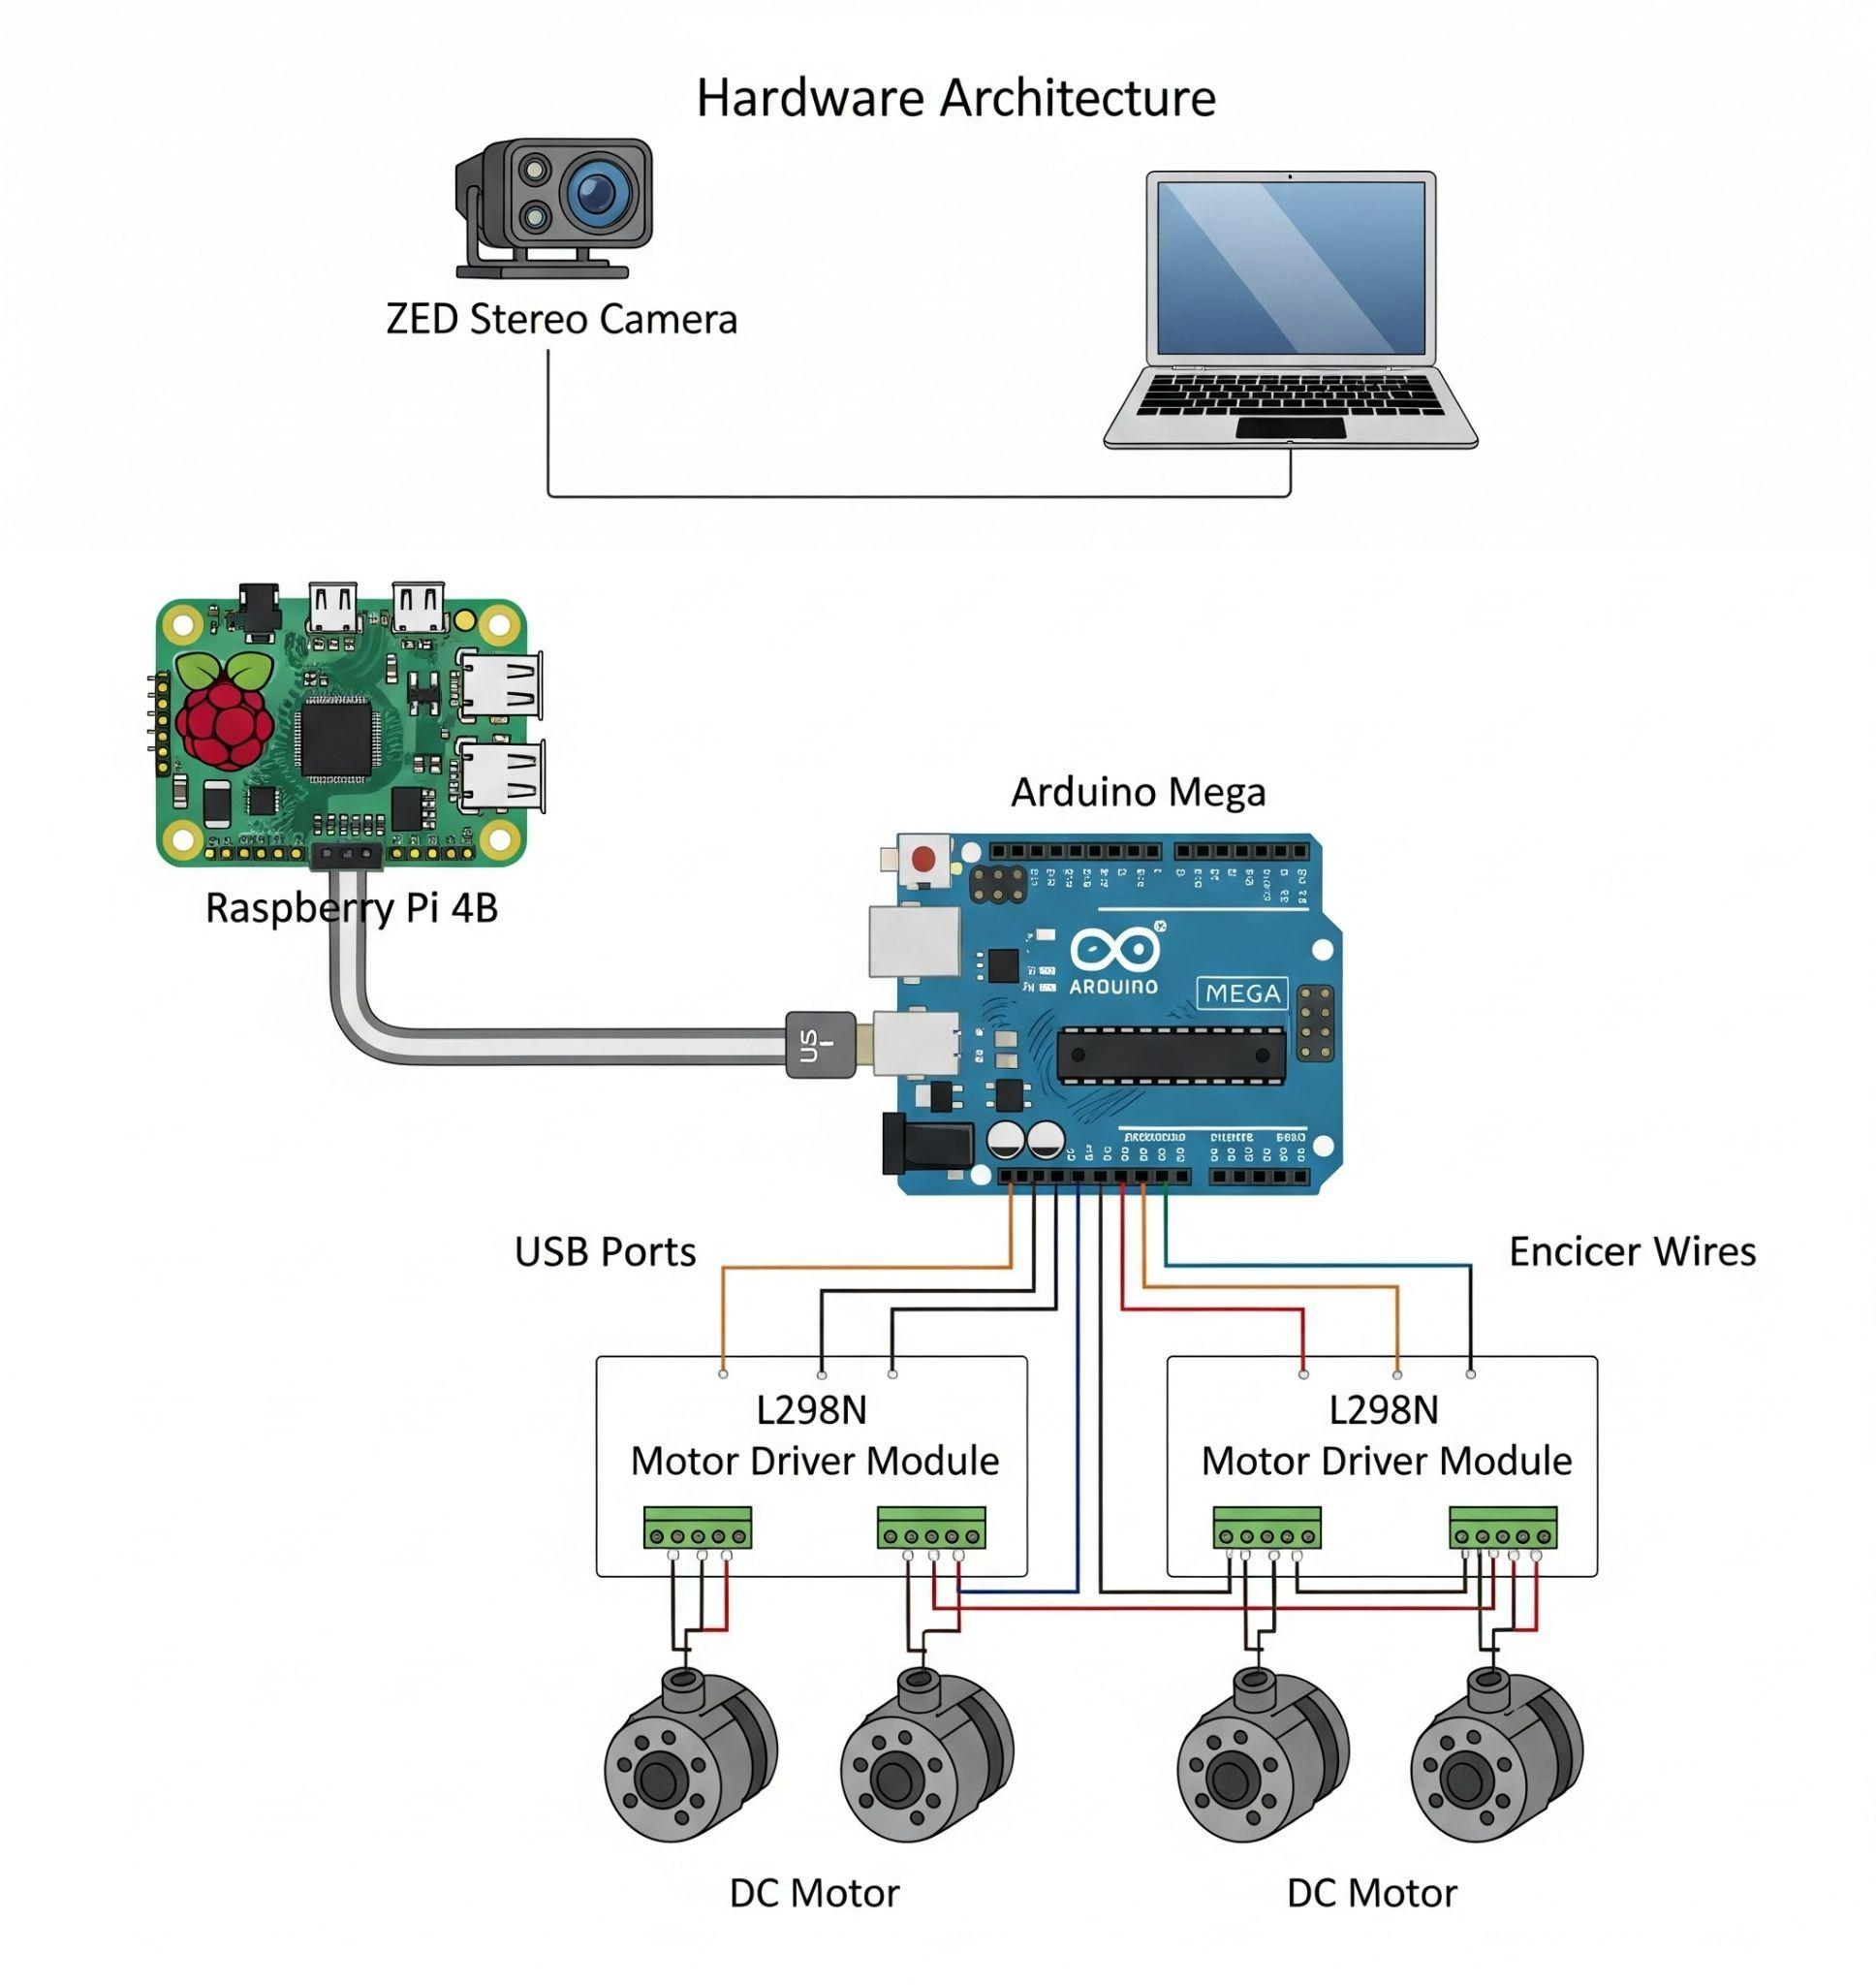 Hardware Architecture
ZED Stereo Camera
Raspberry Pi 4B
Arduino Mega
ARDUINO
MEGA
US
USB Ports
Encicer Wires
L298N
Motor Driver Module
L298N
Motor Driver Module
DC Motor
DC Motor